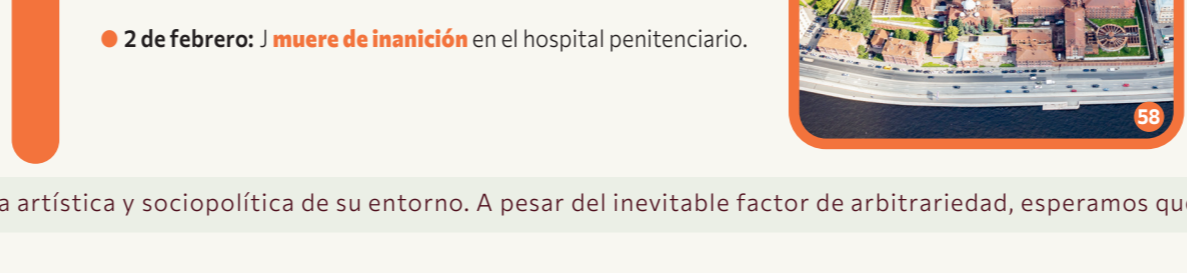 2 de febrero: J muere de inanición en el hospital penitenciario.
58
a artística y sociopolítica de su entorno. A pesar del inevitable factor de arbitrariedad, esperamos que